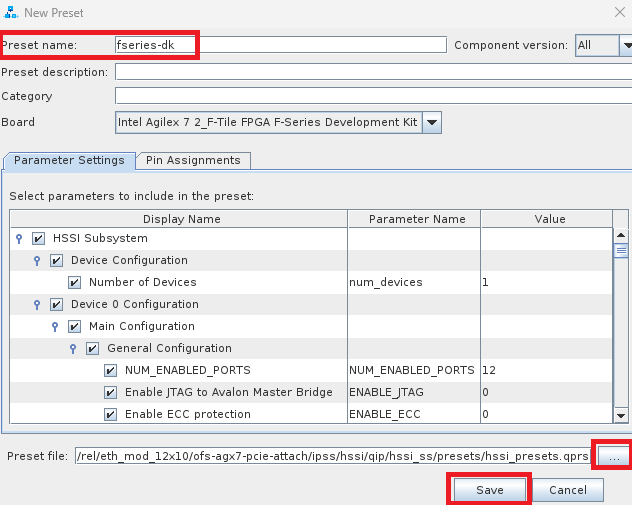 New Preset
Preset name: fseries-dk Component version: All
Preset description:
Category
Board Intel Agilex 7 2_F-Tile FPGA F-Series Development Kit
Parameter Settings Pin Assignments
Select parameters to include in the preset:
Display Name Parameter Name Value
HSSI Subsystem
Device Configuration
Number of Devices num_devices 1
Device 0 Configuration
Main Configuration
General Configuration
NUM_ENABLED_PORTS NUM_ENABLED_PORTS 12
Enable JTAG to Avalon Master Bridge ENABLE_JTAG 0
Enable ECC protection ENABLE_ECC 0
Preset file: /rel/eth_mod_12x10/ofs-agx7-pcie-attach/ipss/hssi/qip/hssi_ss/presets/hssi_presets.qprs ...
Save Cancel